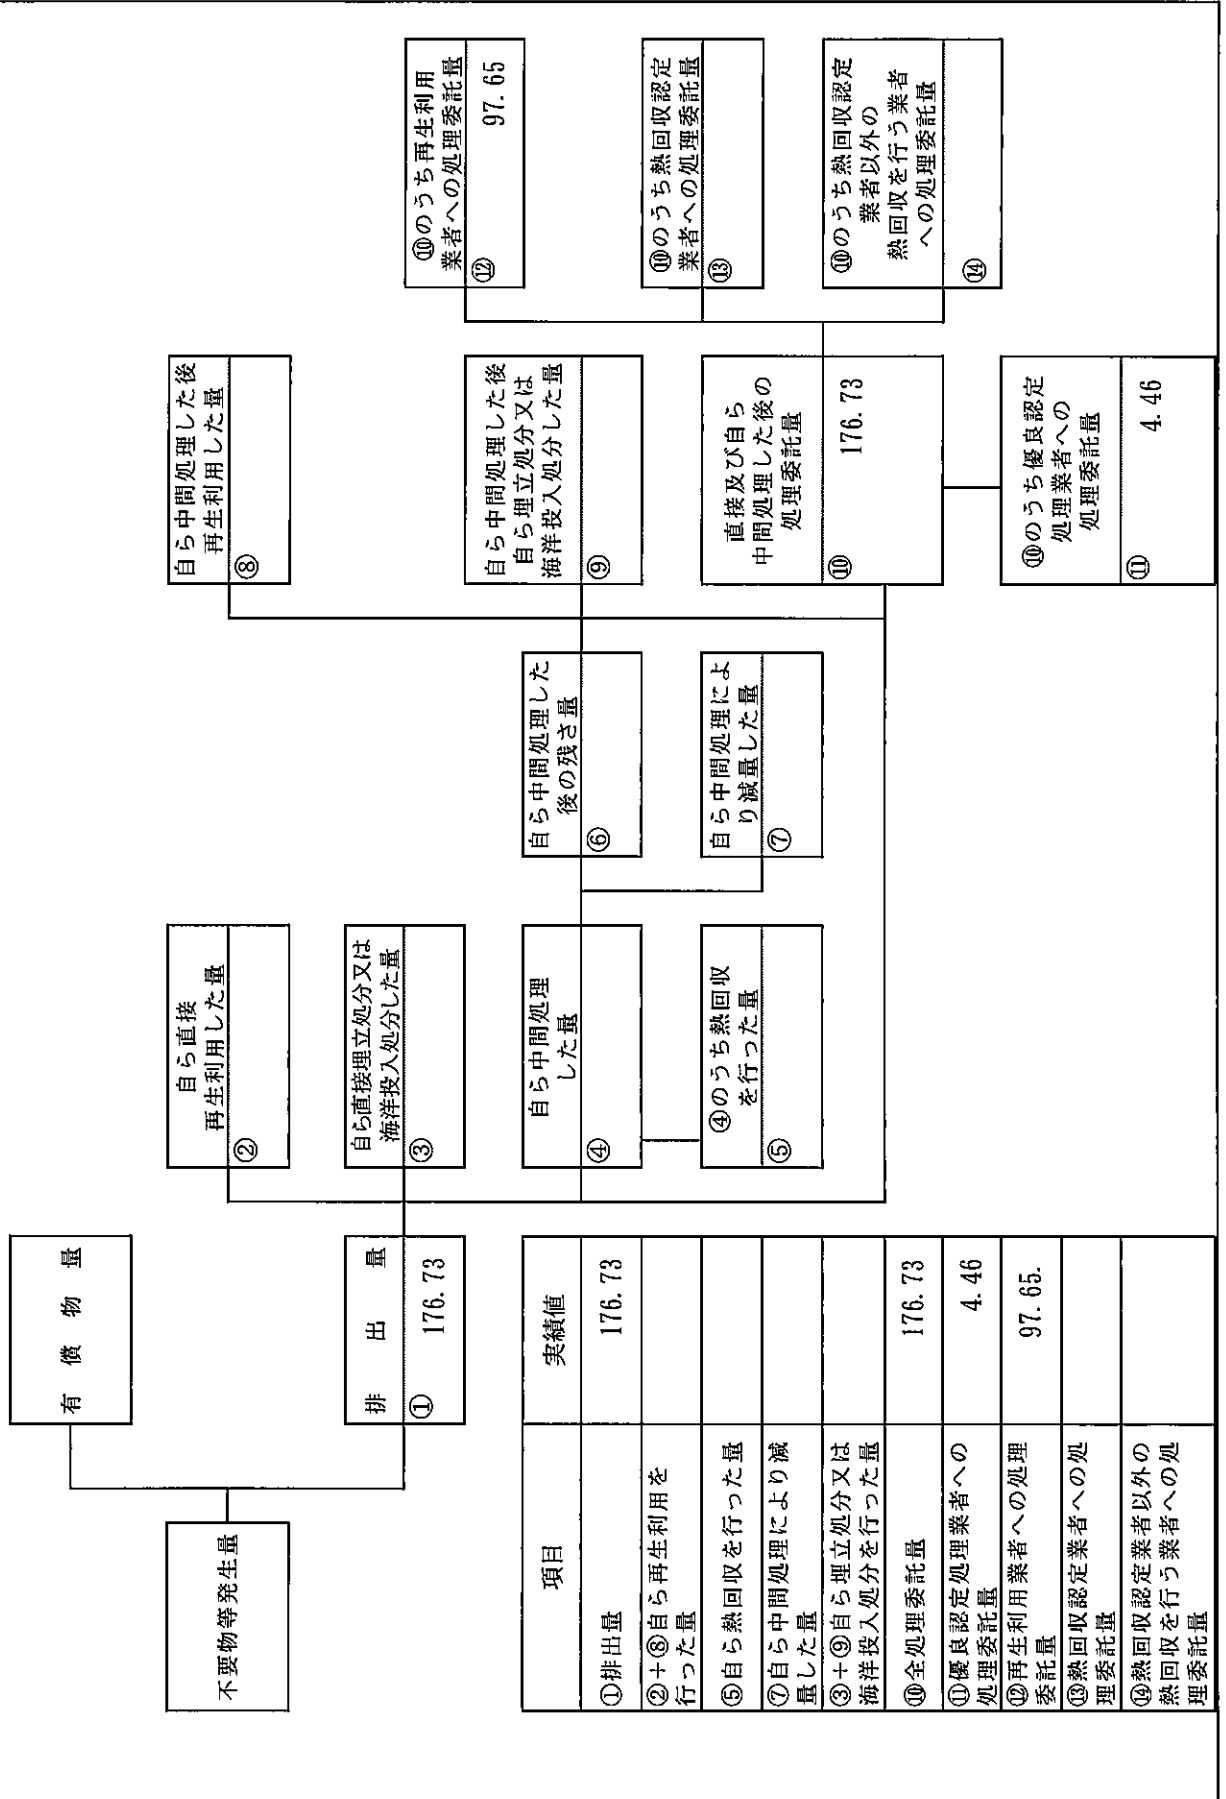 有償物量
不要物等発生量
排出量
① 176.73
自ら直接
再生利用した量
②
自ら直接埋立処分又は
海洋投入処分した量
③
自ら中間処理
した量
④
④のうち熱回収
を行った量
⑤
自ら中間処理した
後の残さ量
⑥
自ら中間処理によ
り減量した量
⑦
自ら中間処理した後
再生利用した量
⑧
自ら中間処理した後
自ら埋立処分又は
海洋投入処分した量
⑨
直接及び自ら
中間処理した後の
処理委託量
⑩ 176.73
⑩のうち優良認定
処理業者への
処理委託量
⑪ 4.46
⑩のうち再生利用
業者への処理委託量
⑫ 97.65
⑩のうち熱回収認定
業者への処理委託量
⑬
⑩のうち熱回収認定
業者以外の
熱回収を行う業者
への処理委託量
⑭
項目 実績値
①排出量 176.73
②+⑧自ら再生利用を
行った量
⑤自ら熱回収を行った量
⑦自ら中間処理により減
量した量
③+⑨自ら埋立処分又は
海洋投入処分を行った量
⑩全処理委託量 176.73
⑪優良認定処理業者への
処理委託量 4.46
⑫再生利用業者への処理
委託量 97.65.
⑬熱回収認定業者への処
理委託量
⑭熱回収認定業者以外の
熱回収を行う業者への処
理委託量